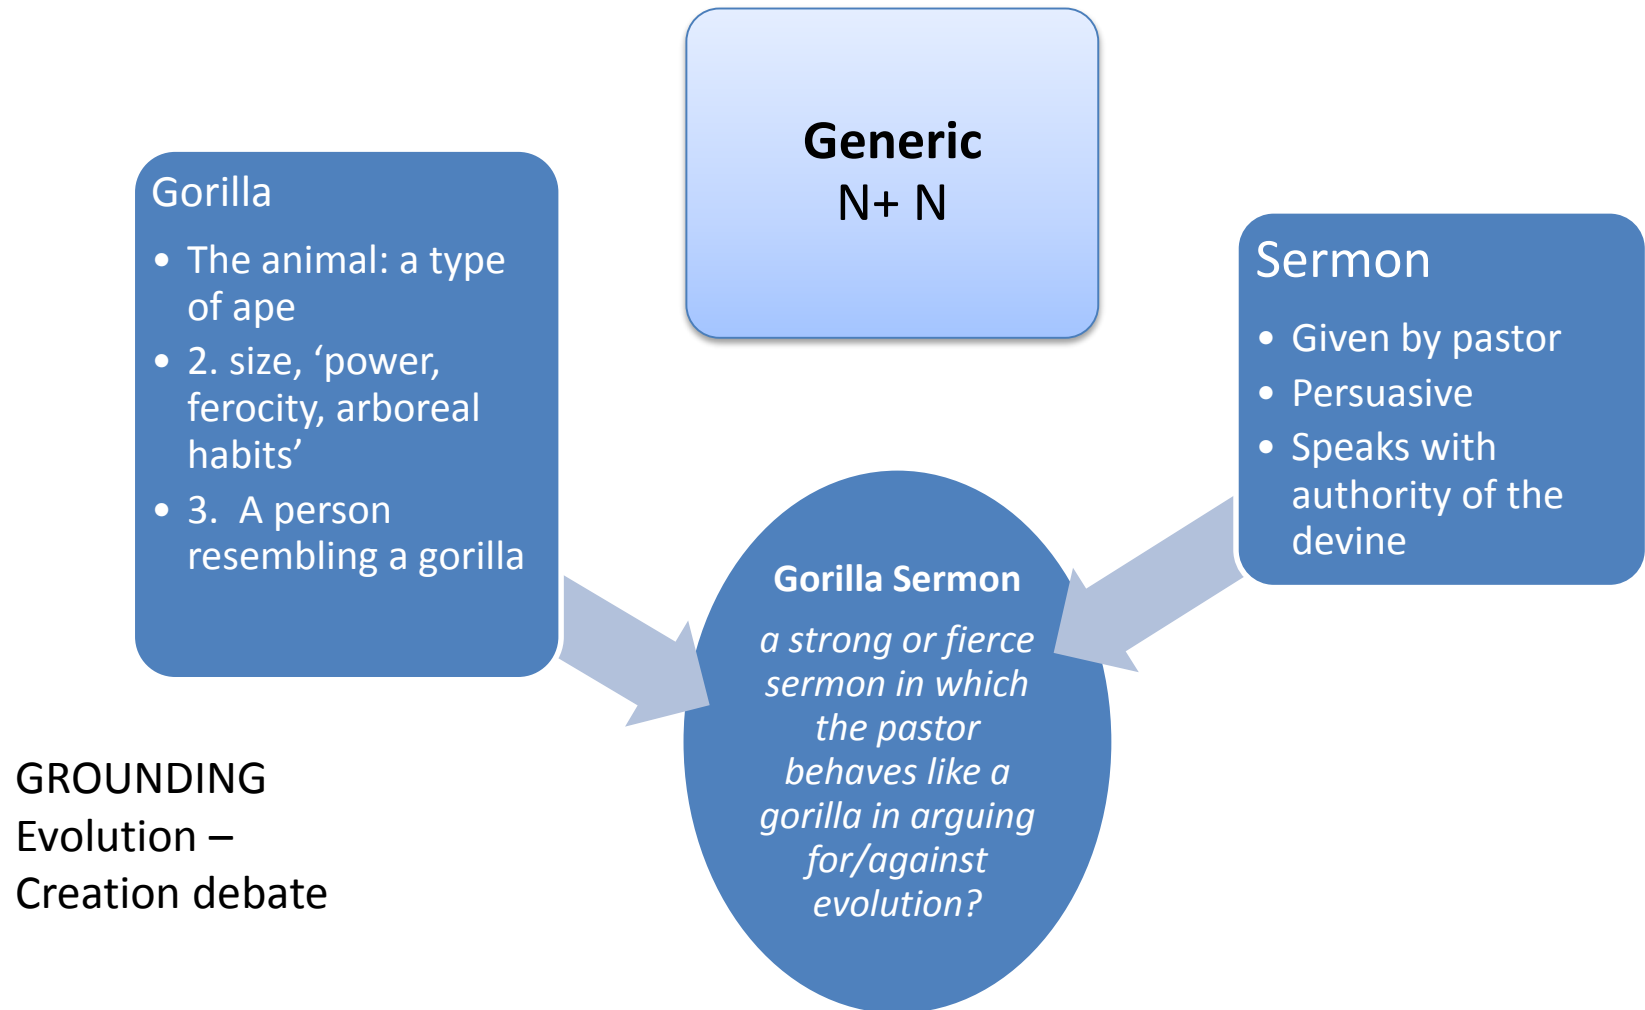 Generic
N+ N
Gorilla
• The animal: a type
of ape
• 2. size, ‘power,
ferocity, arboreal
habits’
• 3.  A person
resembling a gorilla
Sermon
• Given by pastor
• Persuasive
• Speaks with
authority of the
devine
Gorilla Sermon
a strong or fierce
sermon in which
the pastor
behaves like a
gorilla in arguing
for/against
evolution?
GROUNDING
Evolution –
Creation debate